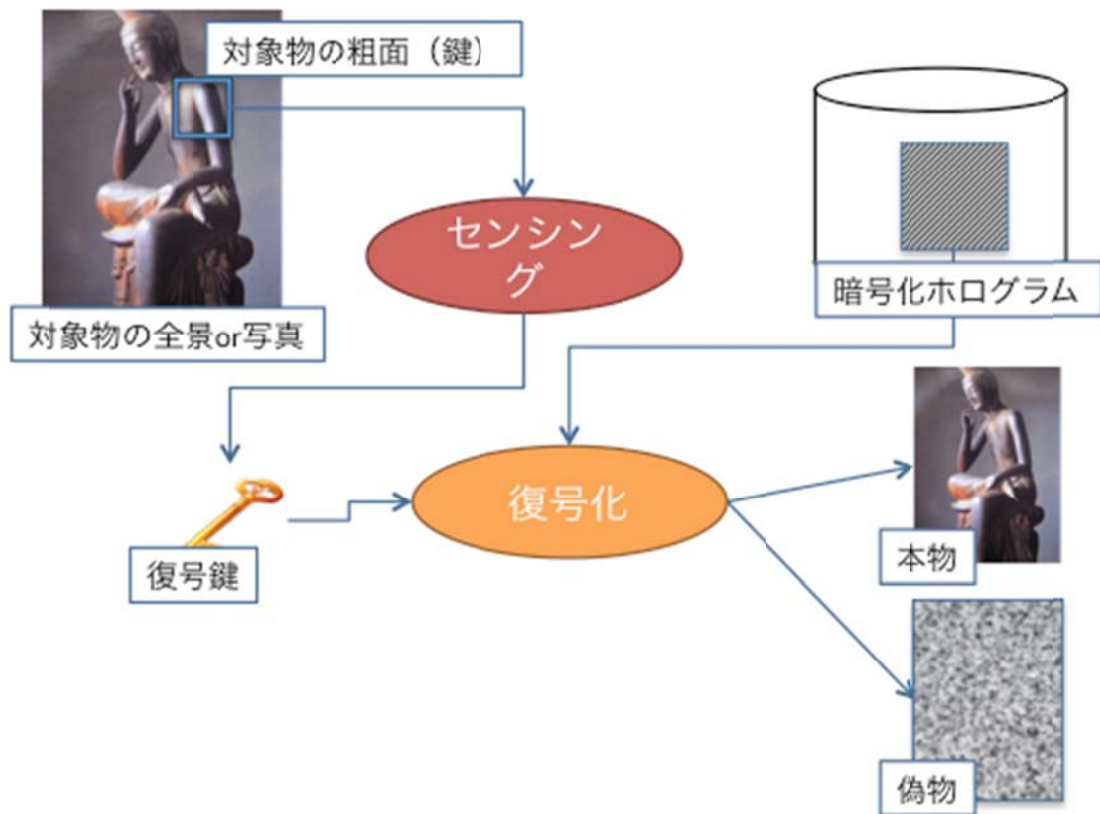 対象物の粗面（鍵）
センシン
グ
暗号化ホログラム
対象物の全景or写真
復号化
復号鍵
本物
偽物